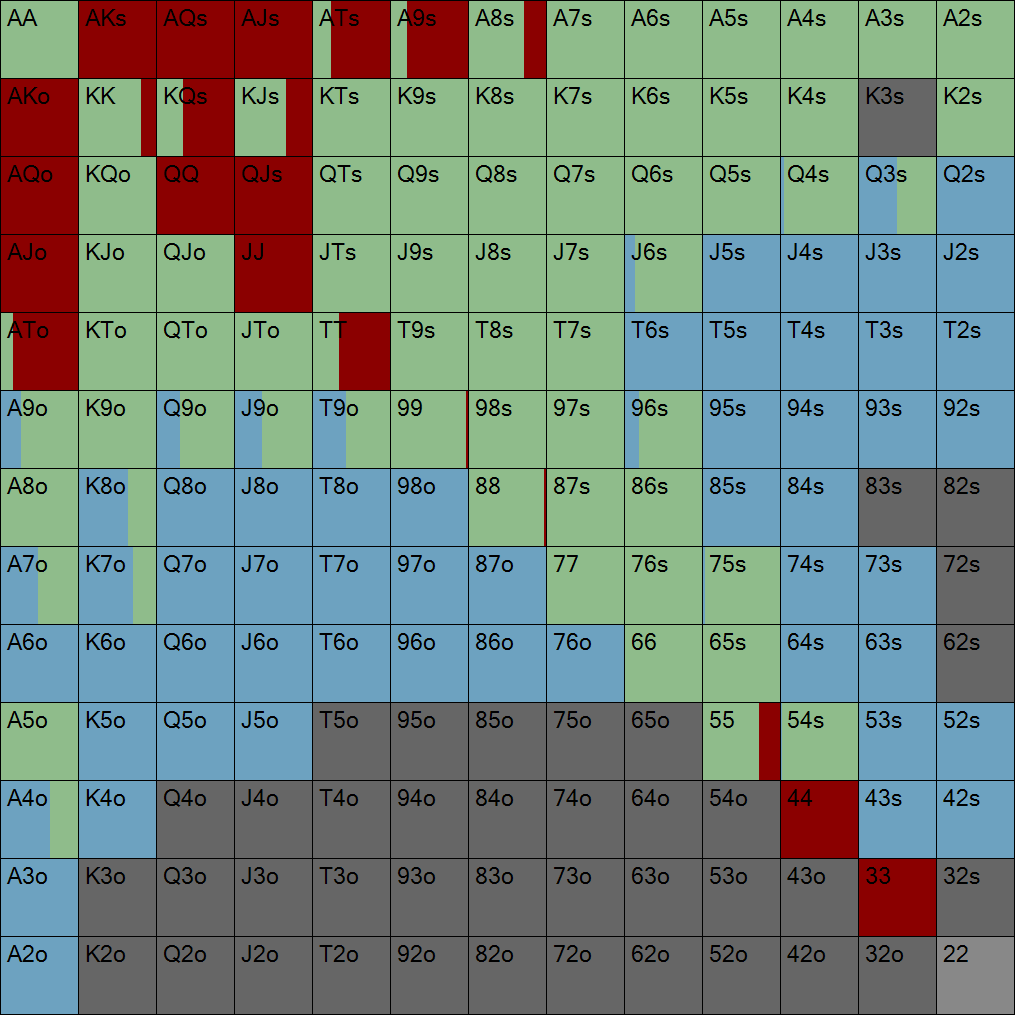 AA AKs AQs AJs ATs A9s A8s A7s A6s A5s A4s A3s A2s
AKo KK KQs KJs KTs K9s K8s K7s K6s K5s K4s K3s K2s
AQo KQo QQ QJs QTs Q9s Q8s Q7s Q6s Q5s Q4s Q3s Q2s
AJo KJo QJo JJ JTs J9s J8s J7s J6s J5s J4s J3s J2s
ATo KTo QTo JTo TT T9s T8s T7s T6s T5s T4s T3s T2s
A9o K9o Q9o J9o T9o 99 98s 97s 96s 95s 94s 93s 92s
A8o K8o Q8o J8o T8o 98o 88 87s 86s 85s 84s 83s 82s
A7o K7o Q7o J7o T7o 97o 87o 77 76s 75s 74s 73s 72s
A6o K6o Q6o J6o T6o 96o 86o 76o 66 65s 64s 63s 62s
A5o K5o Q5o J5o T5o 95o 85o 75o 65o 55 54s 53s 52s
A4o K4o Q4o J4o T4o 94o 84o 74o 64o 54o 44 43s 42s
A3o K3o Q3o J3o T3o 93o 83o 73o 63o 53o 43o 33 32s
A2o K2o Q2o J2o T2o 92o 82o 72o 62o 52o 42o 32o 22